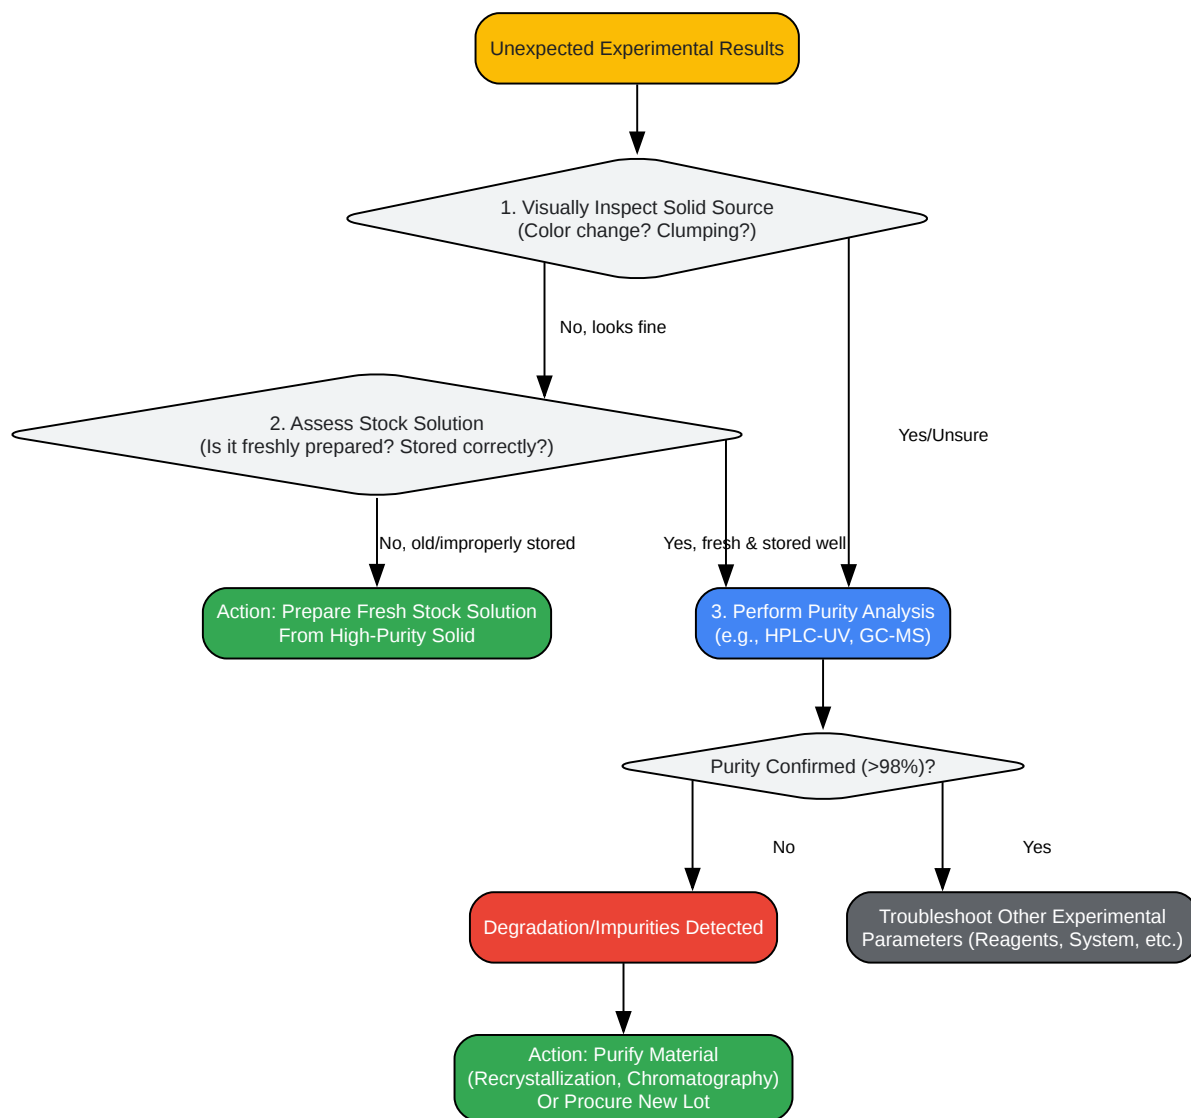 Unexpected Experimental Results
1. Visually Inspect Solid Source
(Color change? Clumping?)
No, looks fine
2. Assess Stock Solution
(Is it freshly prepared? Stored correctly?)
Yes/Unsure
No, old/improperly stored
Yes, fresh & stored well
Action: Prepare Fresh Stock Solution
From High-Purity Solid
3. Perform Purity Analysis
(e.g., HPLC-UV, GC-MS)
Purity Confirmed (>98%)?
No
Yes
Degradation/Impurities Detected
Troubleshoot Other Experimental
Parameters (Reagents, System, etc.)
Action: Purify Material
(Recrystallization, Chromatography)
Or Procure New Lot